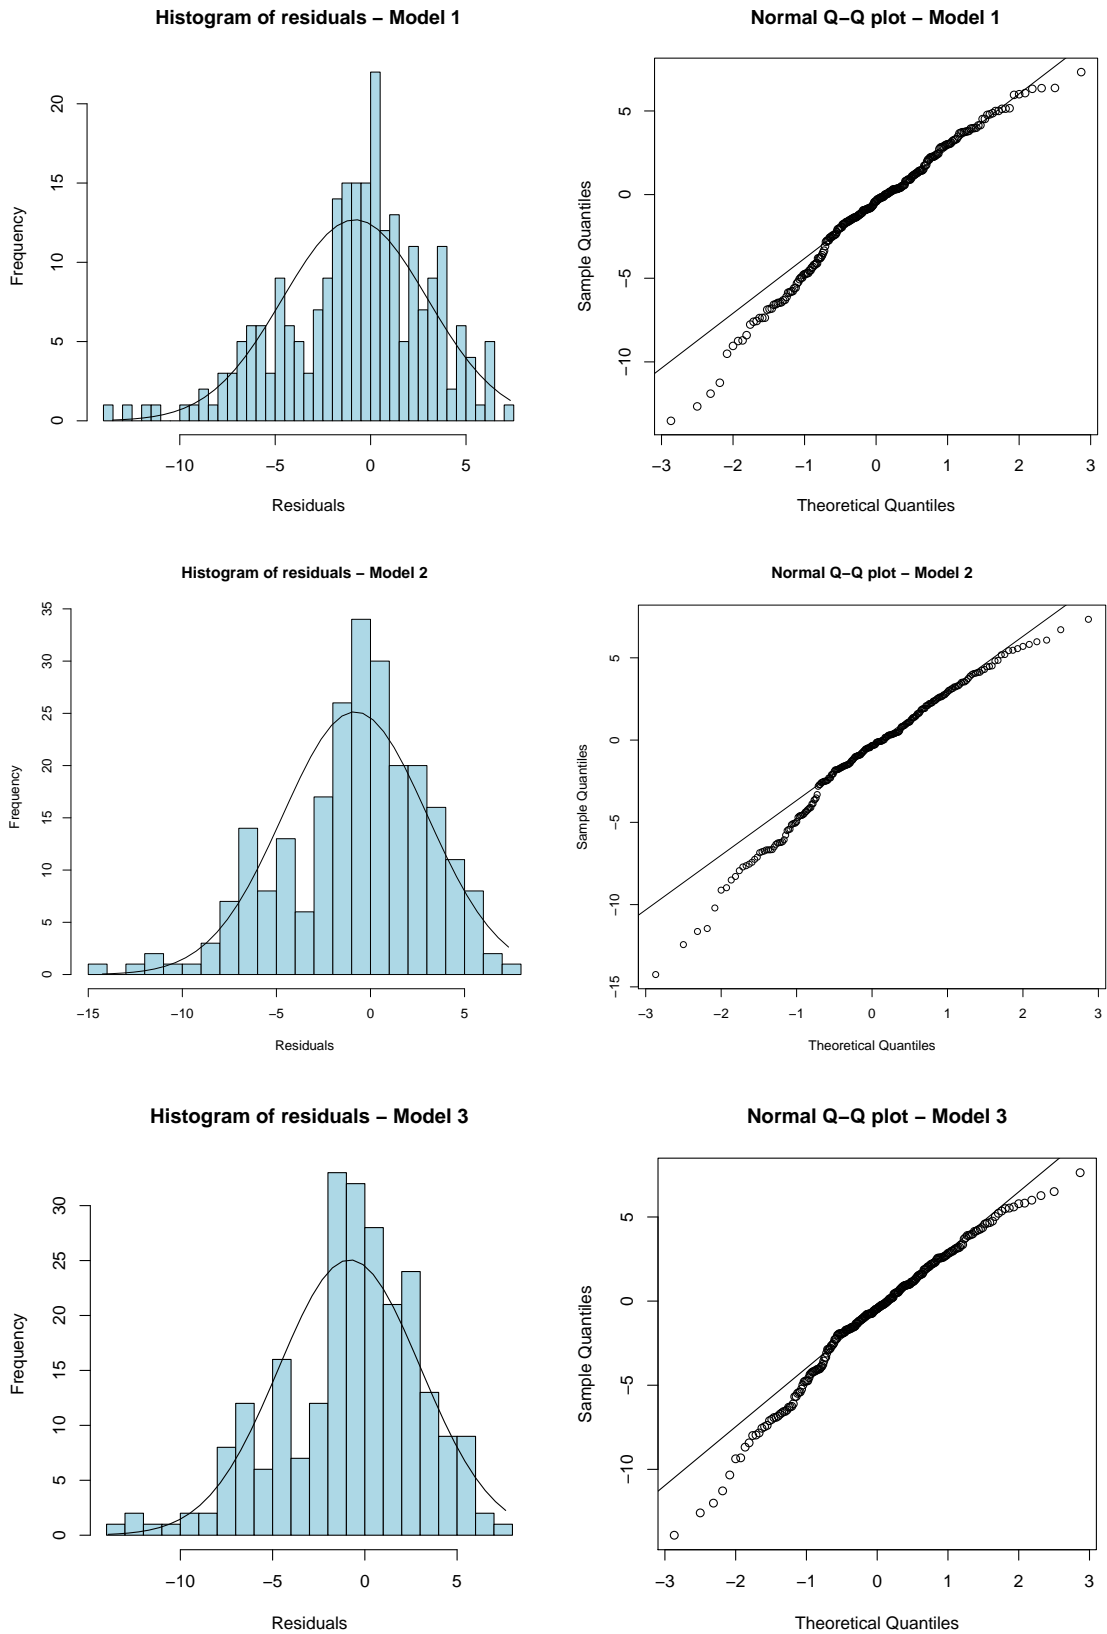 Histogram of residuals – Model 1
Frequency
0 5 10 15 20
−10 −5 0 5
Residuals
Normal Q−Q plot – Model 1
Sample Quantiles
−10 −5 0 5
−3 −2 −1 0 1 2 3
Theoretical Quantiles
Histogram of residuals – Model 2
Frequency
0 5 10 15 20 25 30 35
−15 −10 −5 0 5
Residuals
Normal Q−Q plot – Model 2
Sample Quantiles
−15 −10 −5 0 5
−3 −2 −1 0 1 2 3
Theoretical Quantiles
Histogram of residuals – Model 3
Frequency
0 5 10 15 20 25 30
−10 −5 0 5
Residuals
Normal Q−Q plot – Model 3
Sample Quantiles
−10 −5 0 5
−3 −2 −1 0 1 2 3
Theoretical Quantiles